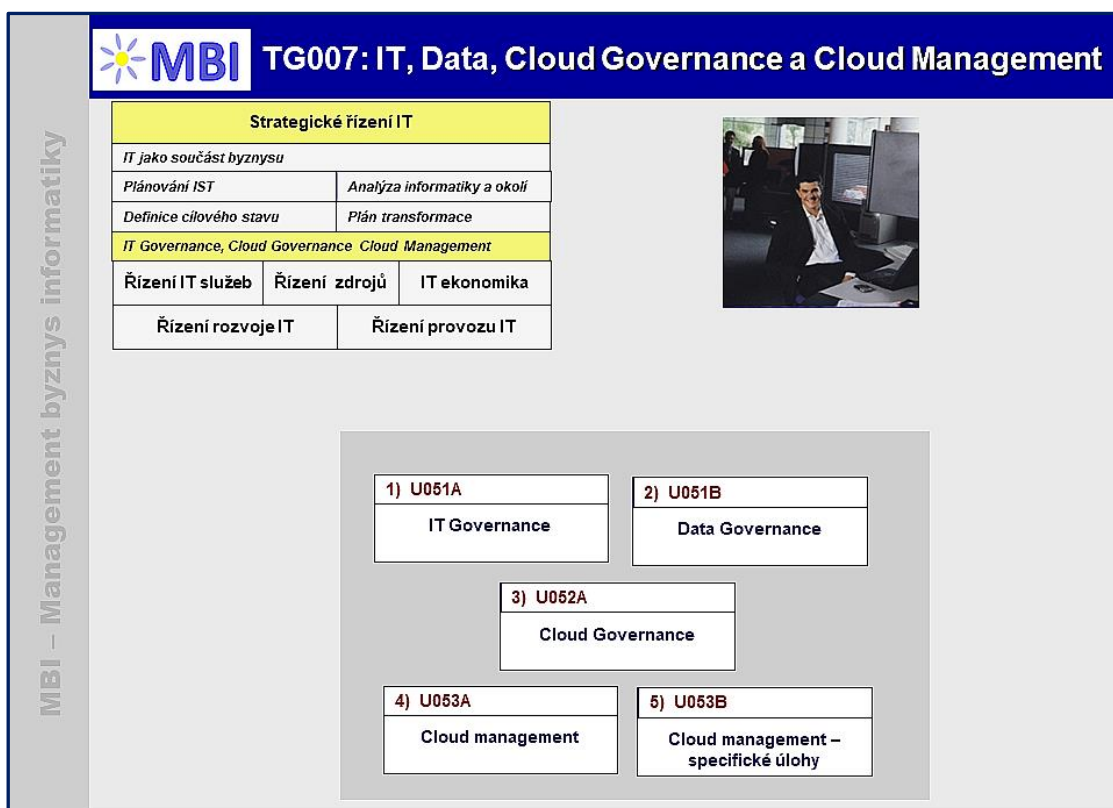 MBI
TG007: IT, Data, Cloud Governance a Cloud Management
MBI – Management byznys informatiky
Strategické řízení IT
IT jako součást byznysu
Plánování IST
Analýza informatiky a okolí
Definice cílového stavu
Plán transformace
IT Governance, Cloud Governance Cloud Management
Řízení IT služeb
Řízení zdrojů
IT ekonomika
Řízení rozvoje IT
Řízení provozu IT
1) U051A
IT Governance
2) U051B
Data Governance
3) U052A
Cloud Governance
4) U053A
Cloud management
5) U053B
Cloud management –
specifické úlohy